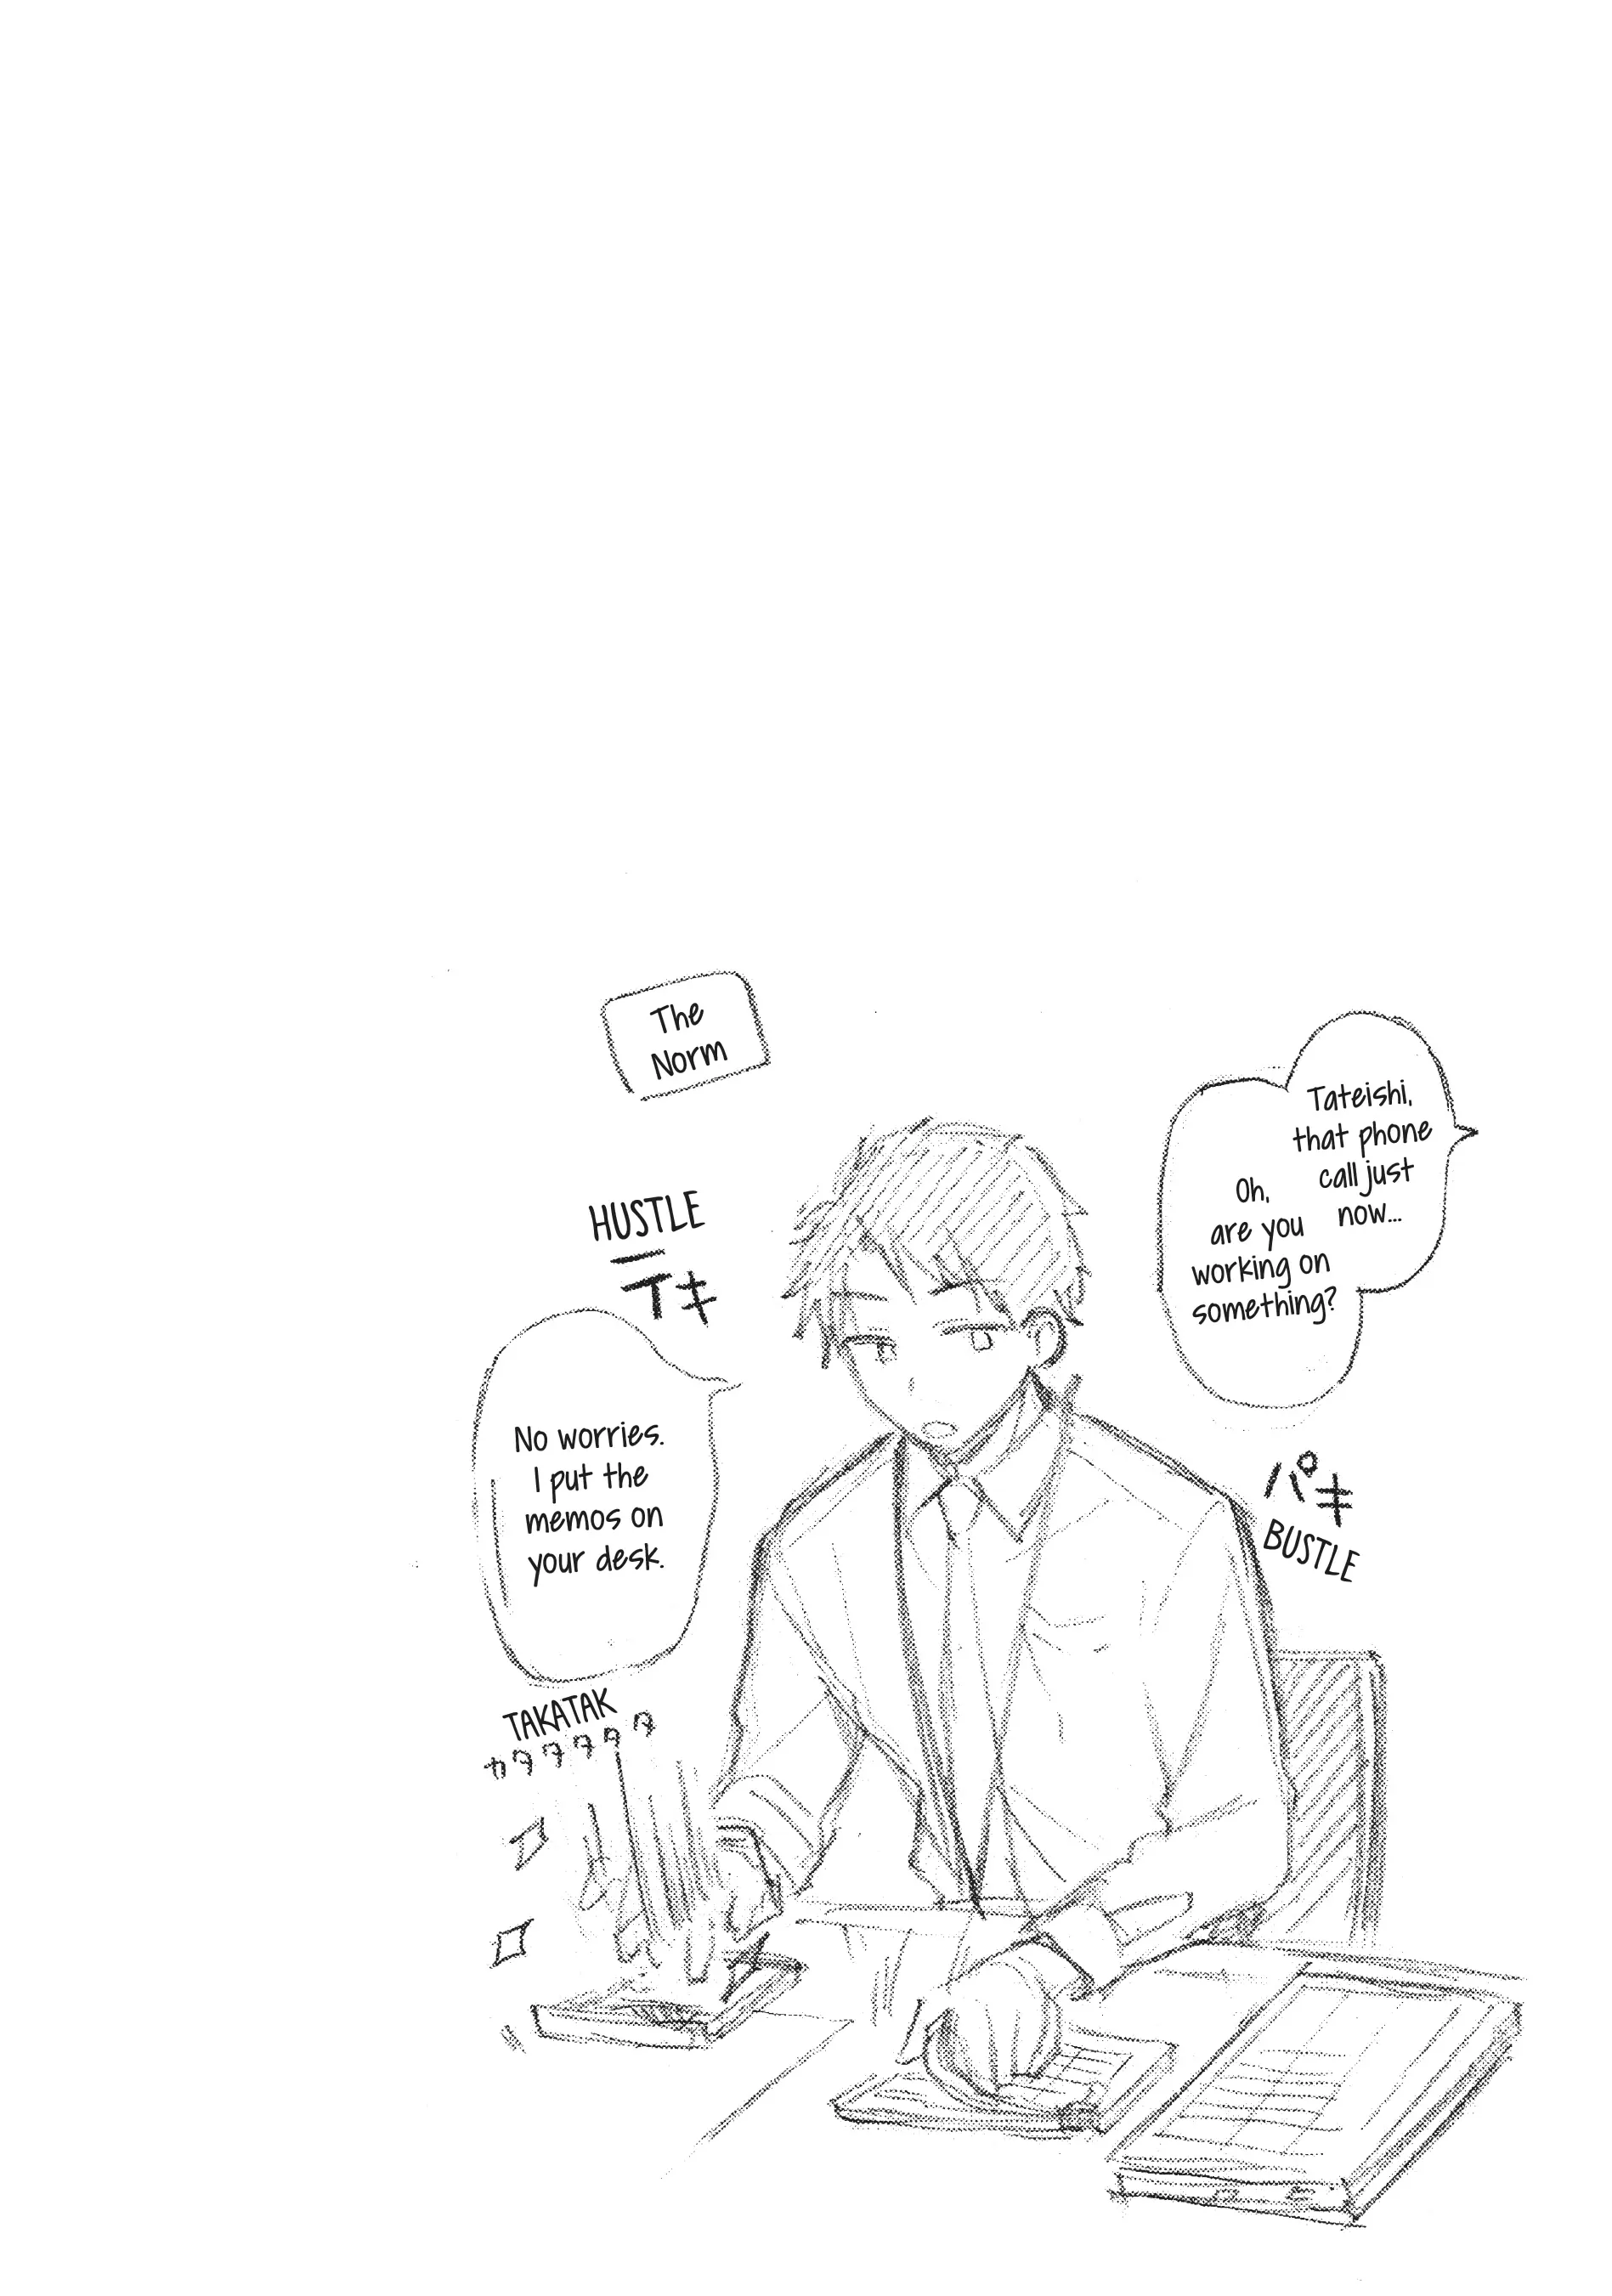 The
Norm
Tateishi,
that phone
call just
now...
Oh,
are you
working on
something?
HUSTLE
テキ
No worries.
I put the
memos on
your desk.
パキ
BUSTLE
TAKATAK
カタタタタタ